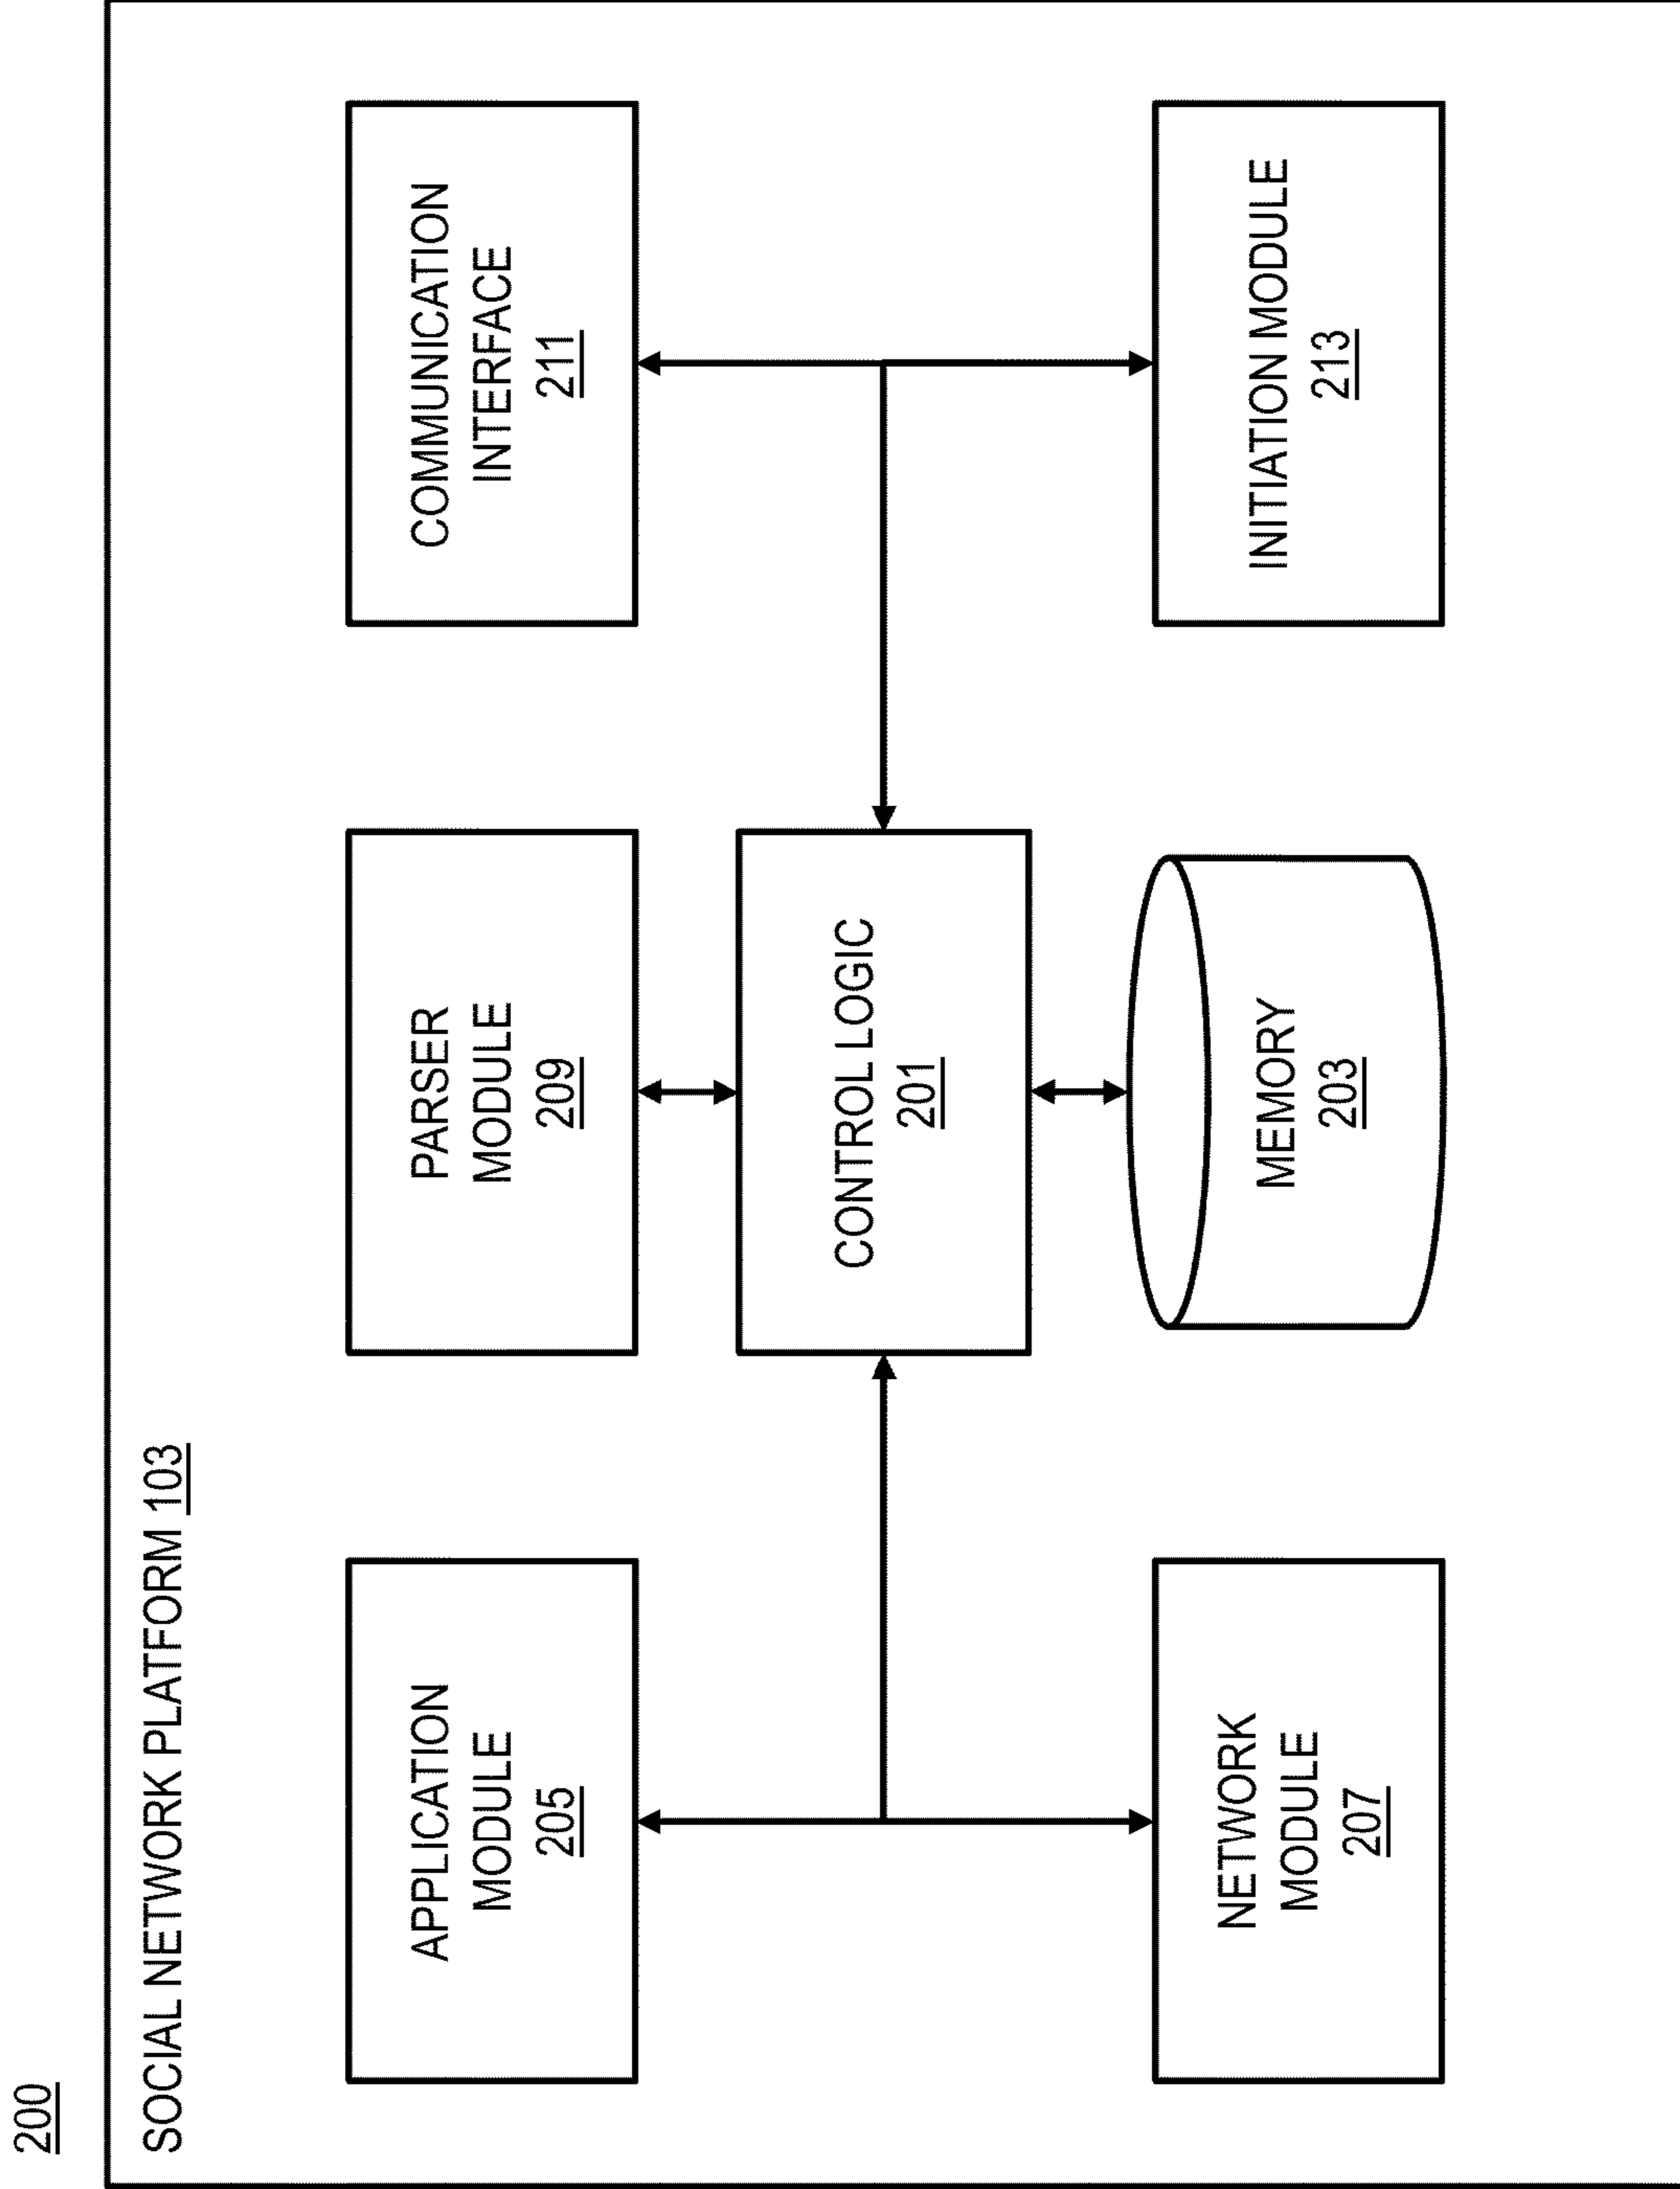 200
SOCIAL NETWORK PLATFORM 103
APPLICATION
MODULE
205
PARSER
MODULE
209
COMMUNICATION
INTERFACE
211
CONTROL LOGIC
201
NETWORK
MODULE
207
MEMORY
203
INITIATION MODULE
213